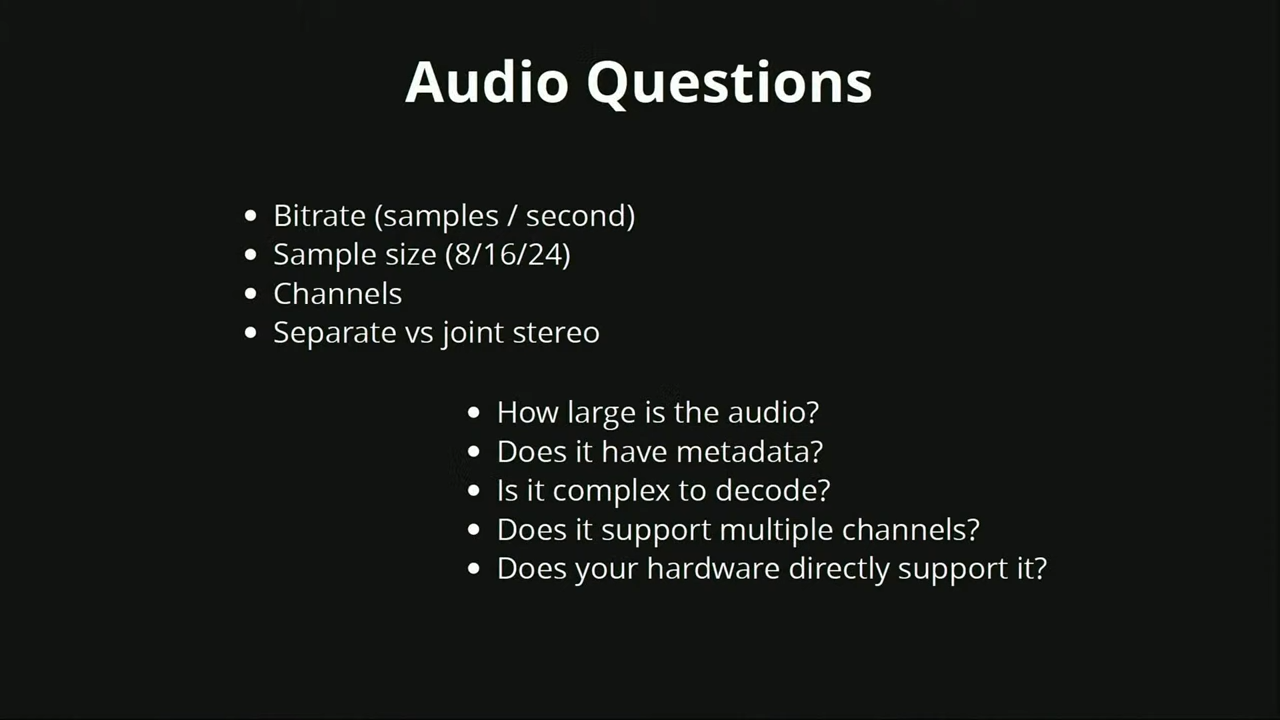 Audio Questions
• Bitrate (samples / second)
• Sample size (8/16/24)
• Channels
• Separate vs joint stereo
• How large is the audio?
• Does it have metadata?
• Is it complex to decode?
• Does it support multiple channels?
• Does your hardware directly support it?